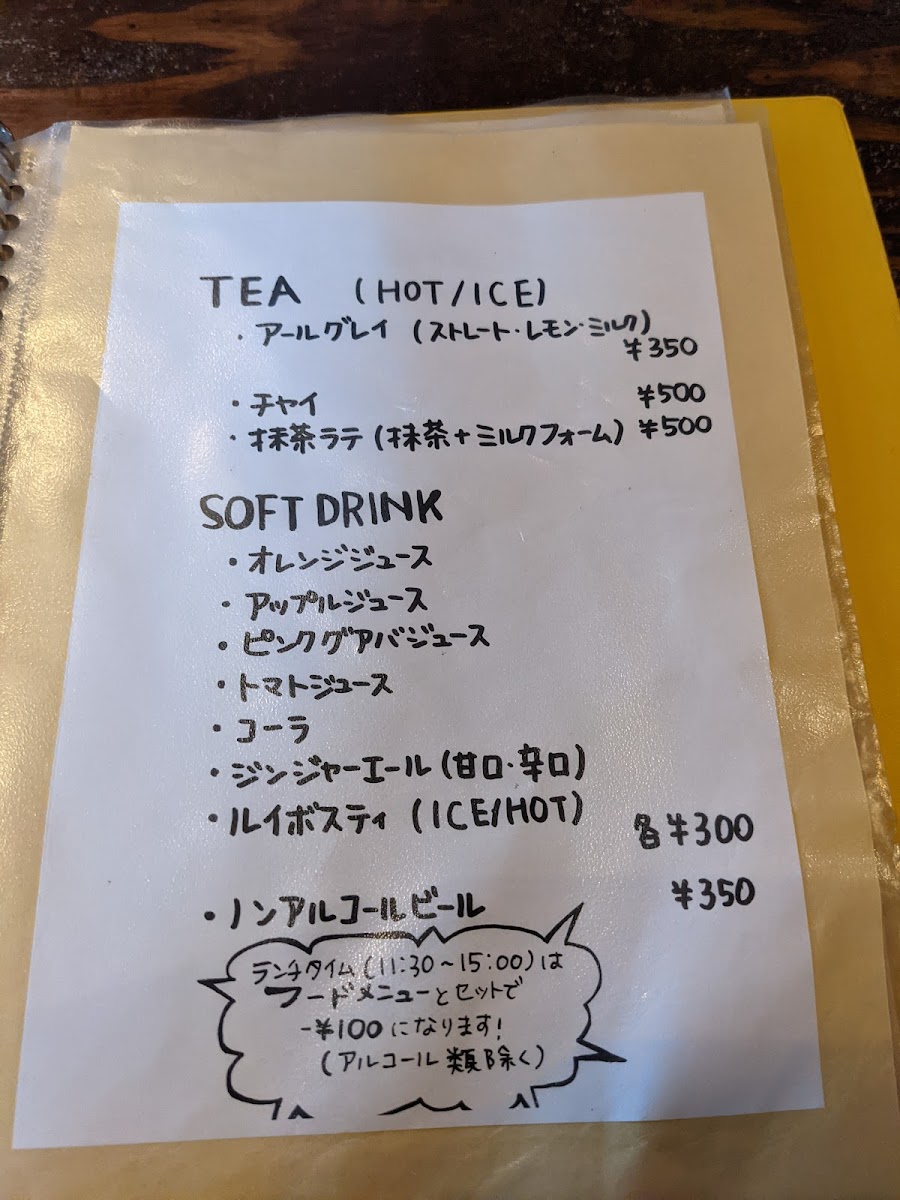 TEA (HOT/ICE)
・アールグレイ (ストレート・レモン・ミルク)
¥350
・チャイ ¥500
・抹茶ラテ (抹茶+ミルクフォーム) ¥500
SOFT DRINK
・オレンジジュース
・アップルジュース
・ピンクグアバジュース
・トマトジュース
・コーラ
・ジンジャーエール (甘口・辛口)
・ルイボスティ (ICE/HOT)
各¥300
・ノンアルコールビール ¥350
ランチタイム (11:30~15:00) は
フードメニューとセットで
-¥100になります!
(アルコール類除く)